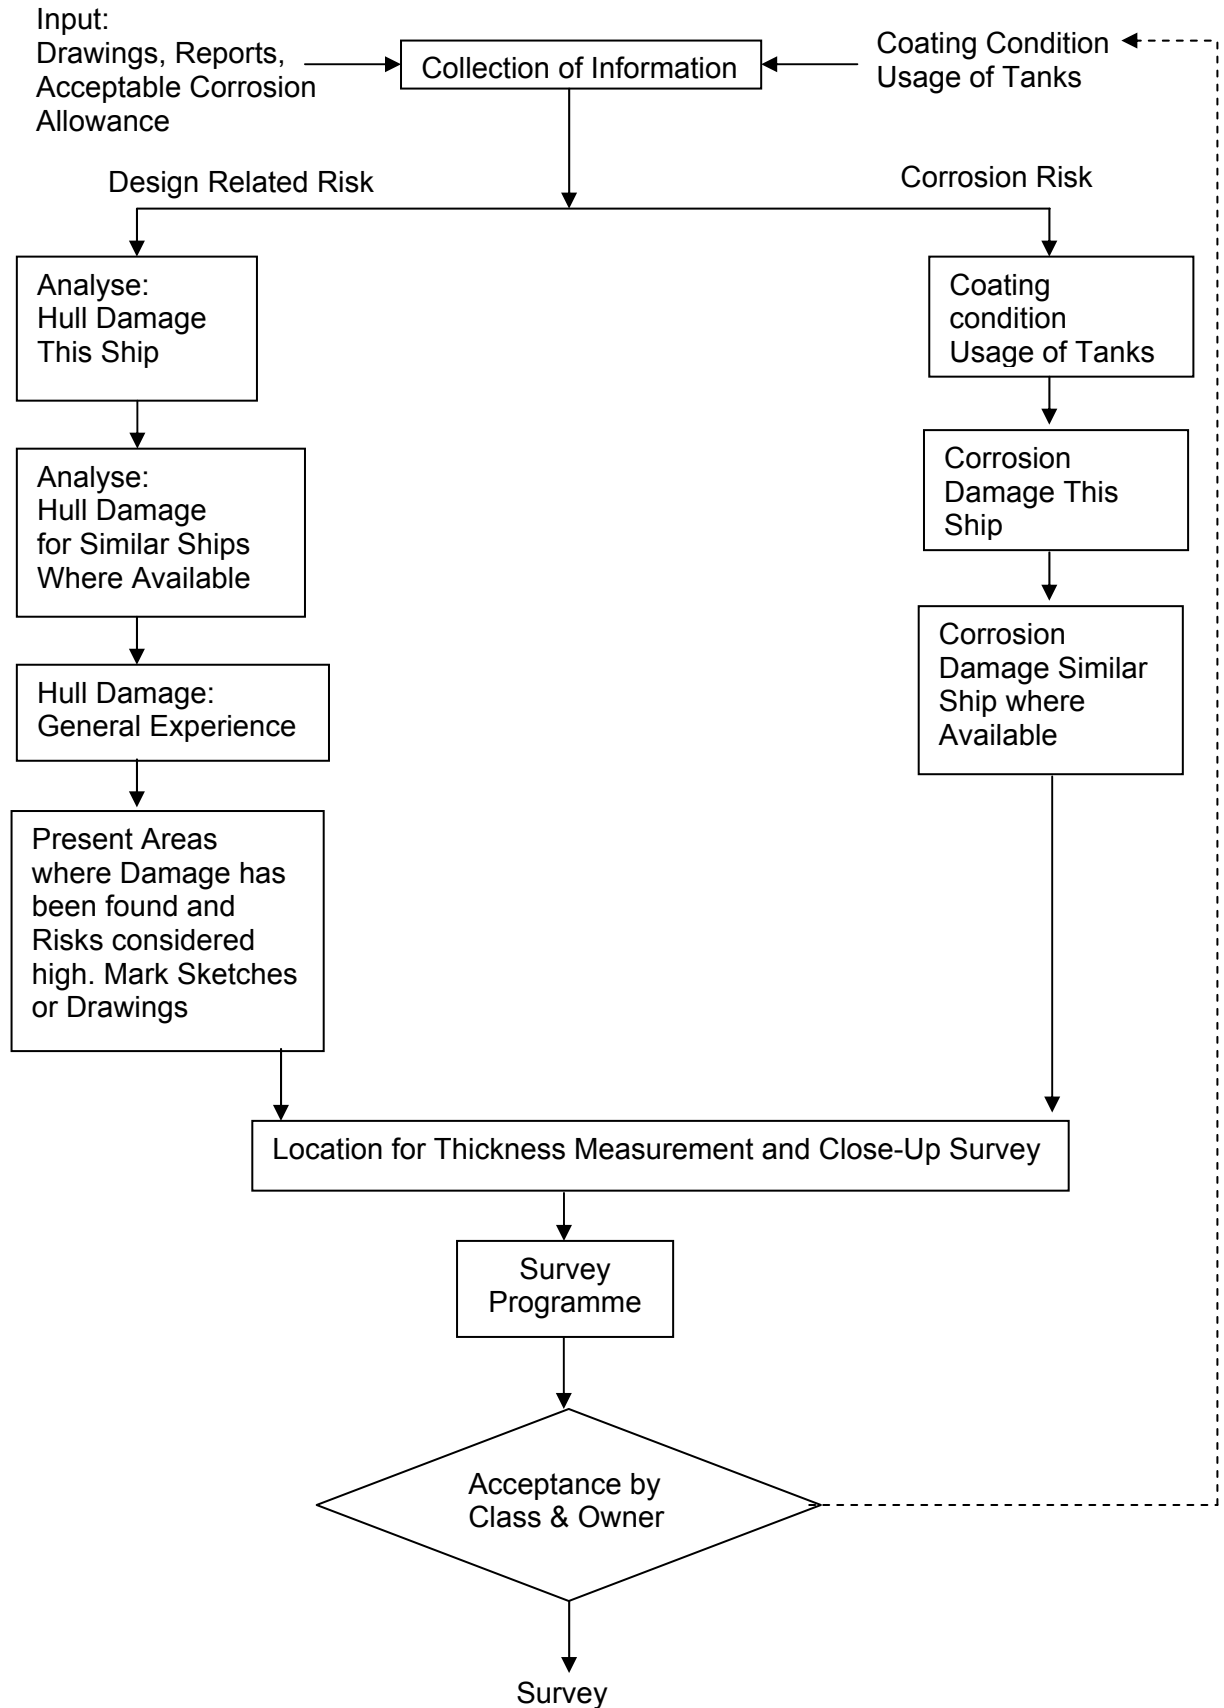 Input:
Drawings, Reports,
Acceptable Corrosion
Allowance
Collection of Information
Coating Condition
Usage of Tanks
Design Related Risk
Corrosion Risk
Analyse:
Hull Damage
This Ship
Analyse:
Hull Damage
for Similar Ships
Where Available
Hull Damage:
General Experience
Present Areas
where Damage has
been found and
Risks considered
high. Mark Sketches
or Drawings
Coating
condition
Usage of Tanks
Corrosion
Damage This
Ship
Corrosion
Damage Similar
Ship where
Available
Location for Thickness Measurement and Close-Up Survey
Survey
Programme
Acceptance by
Class & Owner
Survey